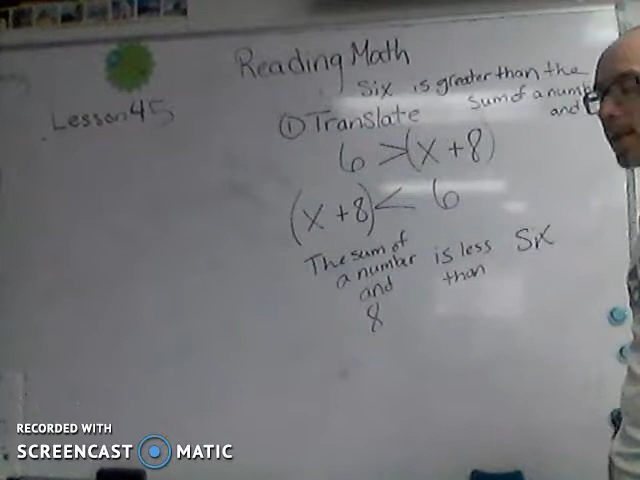 Reading Math
Six is greater than the
sum of a number
and
Lesson 45
① Translate
6 > (x + 8)
(x + 8) < 6
The sum of
a number
and
8
is less
than
Six
RECORDED WITH
SCREENCAST MATIC